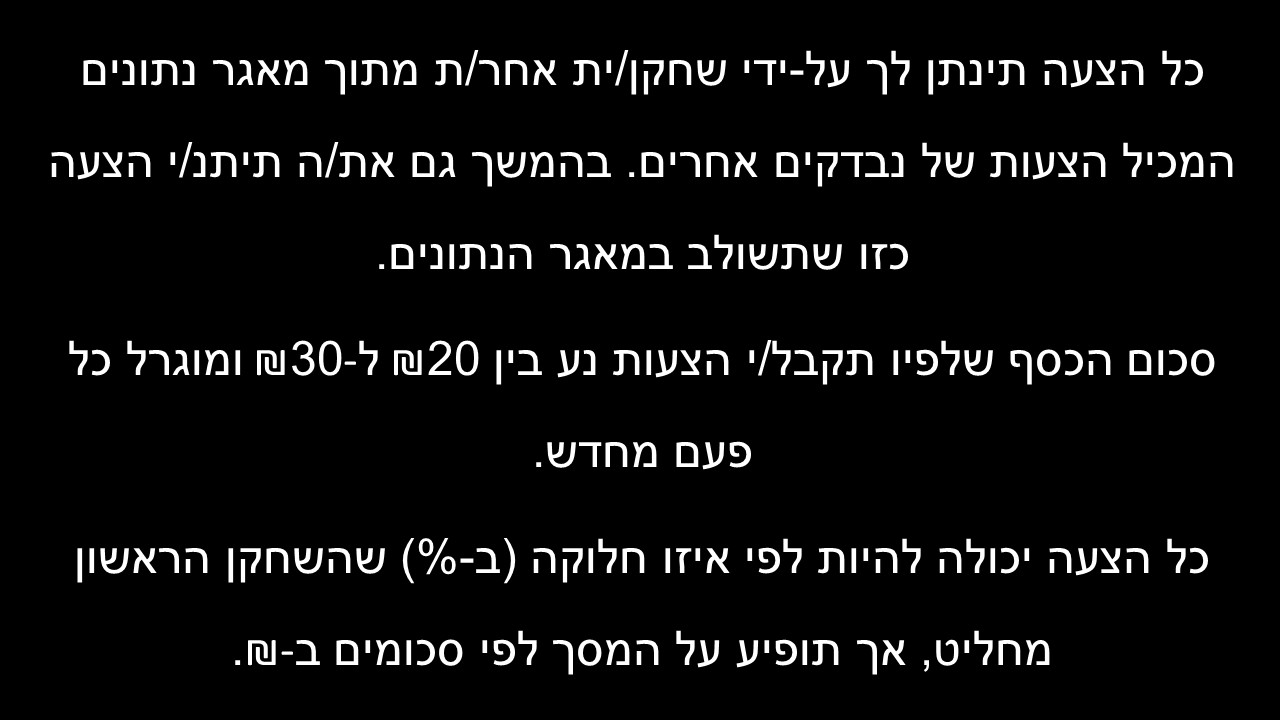 כל הצעה תינתן לך על-ידי שחקן/ית אחר/ת מתוך מאגר נתונים
המכיל הצעות של נבדקים אחרים. בהמשך גם את/ה תיתנ/י הצעה
כזו שתשולב במאגר הנתונים.
סכום הכסף שלפיו תקבל/י הצעות נע בין 20₪ ל-30₪ ומוגרל כל
פעם מחדש.
כל הצעה יכולה להיות לפי איזו חלוקה (ב-%) שהשחקן הראשון
מחליט, אך תופיע על המסך לפי סכומים ב-₪.